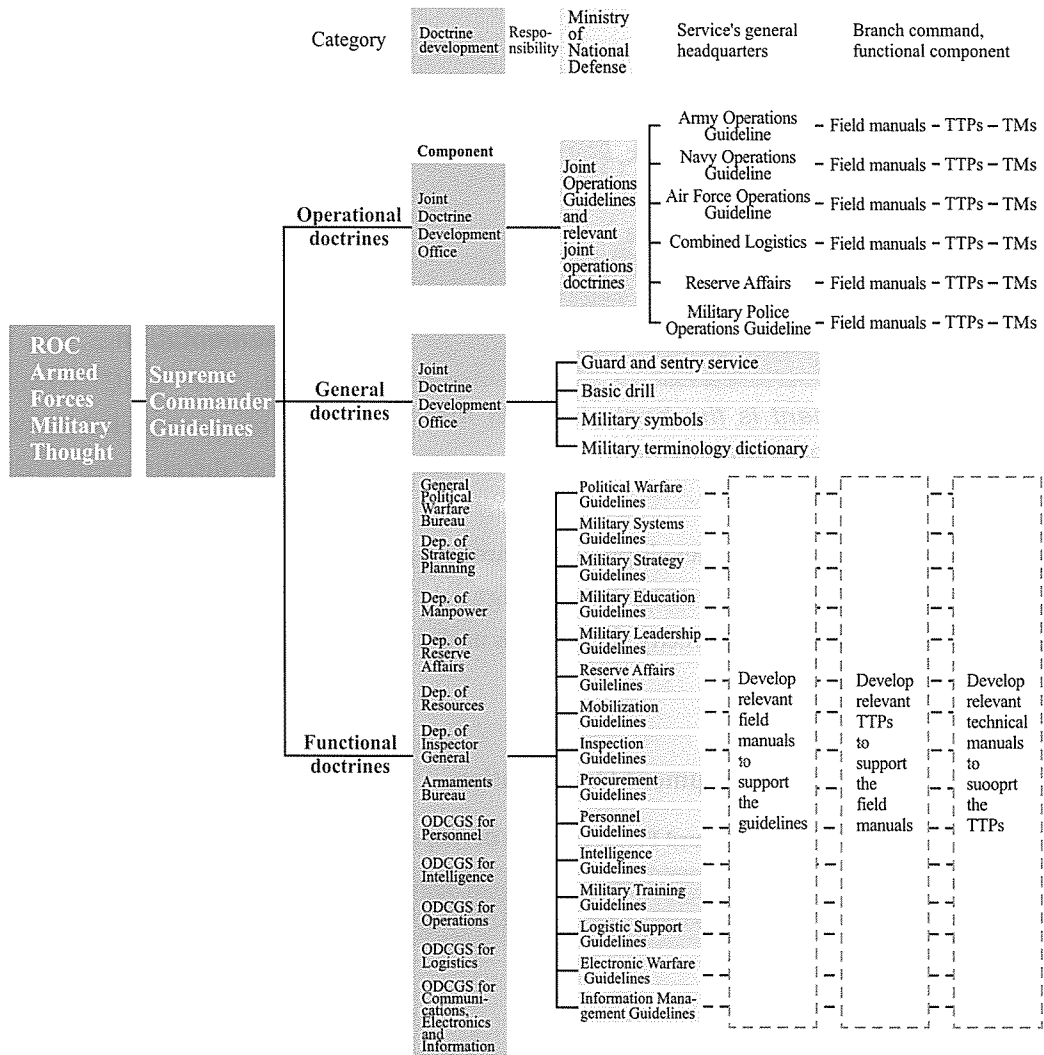 Category
Doctrine
development
Respo-
nsibility
Ministry
of
National
Defense
Service's general
headquarters
Branch command,
functional component
ROC
Armed
Forces
Military
Thought
Supreme
Commander
Guidelines
Operational
doctrines
Component
Joint
Doctrine
Development
Office
Joint
Operations
Guidelines
and
relevant
joint
operations
doctrines
Army Operations
Guideline
– Field manuals – TTPs – TMs
Navy Operations
Guideline
– Field manuals – TTPs – TMs
Air Force Operations
Guideline
– Field manuals – TTPs – TMs
Combined Logistics – Field manuals – TTPs – TMs
Reserve Affairs – Field manuals – TTPs – TMs
Military Police
Operations Guideline – Field manuals – TTPs – TMs
General
doctrines
Joint
Doctrine
Development
Office
Guard and sentry service
Basic drill
Military symbols
Military terminology dictionary
Functional
doctrines
General
Political
Warfare
Bureau
Dep. of
Strategic
Planning
Dep. of
Manpower
Dep. of
Reserve
Affairs
Dep. of
Resources
Dep. of
Inspector
General
Armaments
Bureau
ODCGS for
Personnel
ODCGS for
Intelligence
ODCGS for
Operations
ODCGS for
Logistics
ODCGS for
Communi-
cations,
Electronics
and
Information
Political Warfare
Guidelines
Military Systems
Guidelines
Military Strategy
Guidelines
Military Education
Guidelines
Military Leadership
Guidelines
Reserve Affairs
Guilelines
Mobilization
Guidelines
Inspection
Guidelines
Procurement
Guidelines
Personnel
Guidelines
Intelligence
Guidelines
Military Training
Guidelines
Logistic Support
Guidelines
Electronic Warfare
Guidelines
Information Mana-
gement Guidelines
Develop
relevant
field
manuals
to
support
the
guidelines
Develop
relevant
TTPs
to
support
the
field
manuals
Develop
relevant
technical
manuals
to
suooprt
the
TTPs